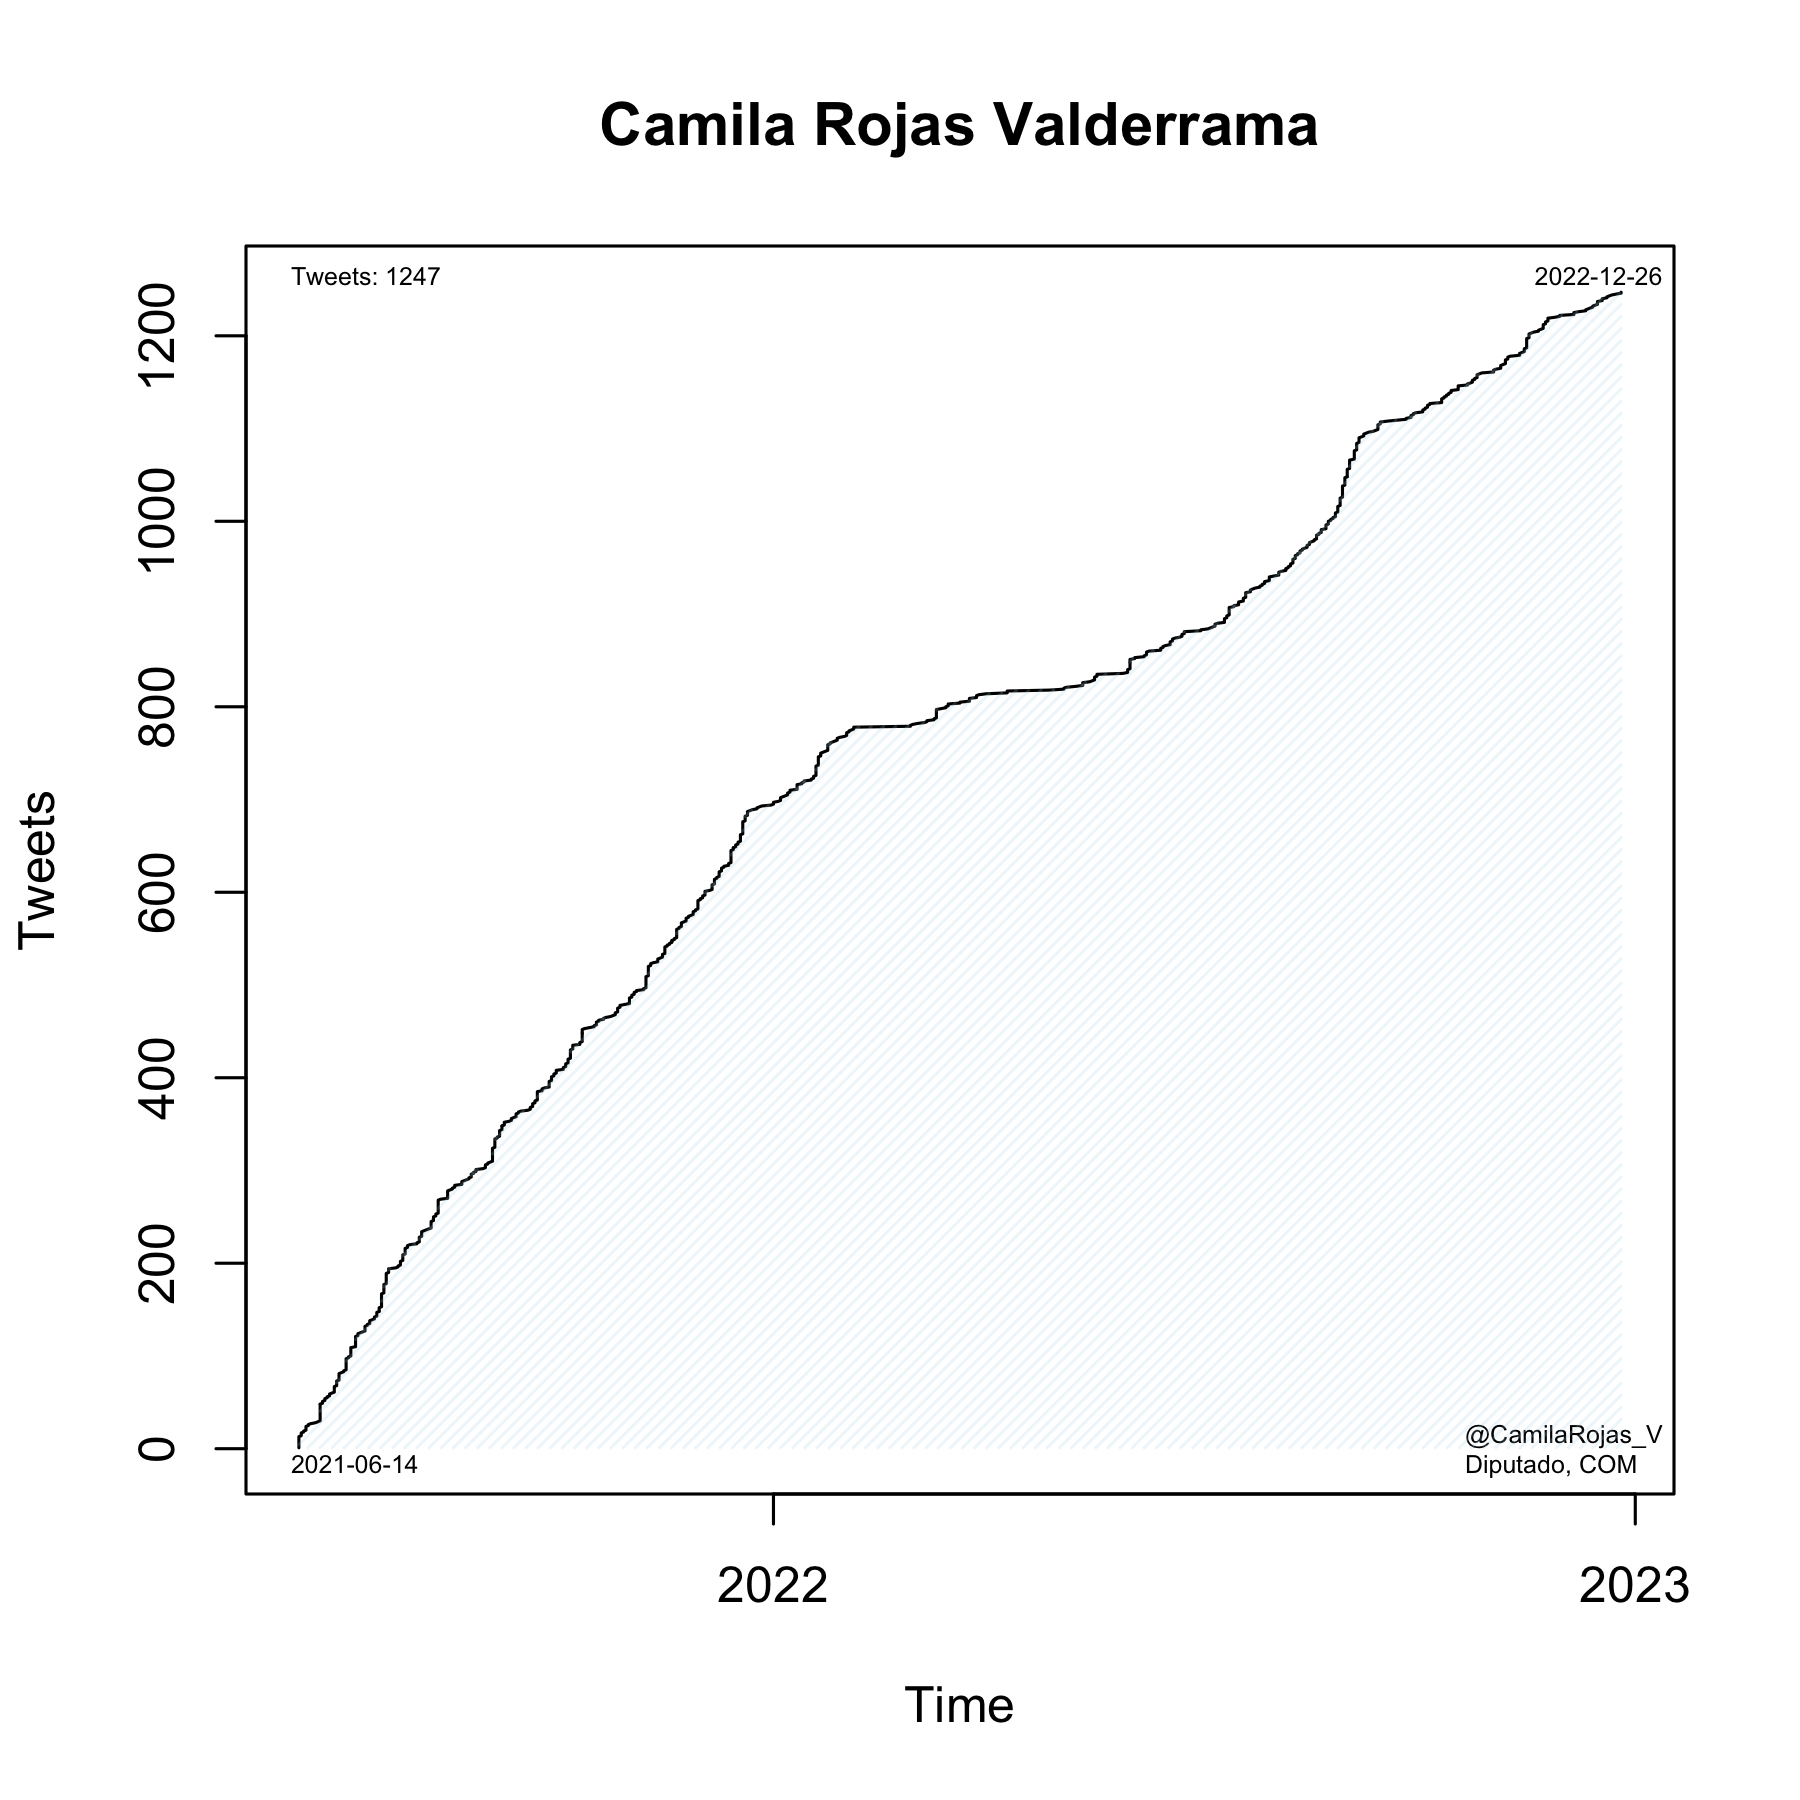 Camila Rojas Valderrama
Tweets: 1247
2022-12-26
1200
1000
800
600
400
200
0
Tweets
@CamilaRojas_V
Diputado, COM
2021-06-14
2022
2023
Time